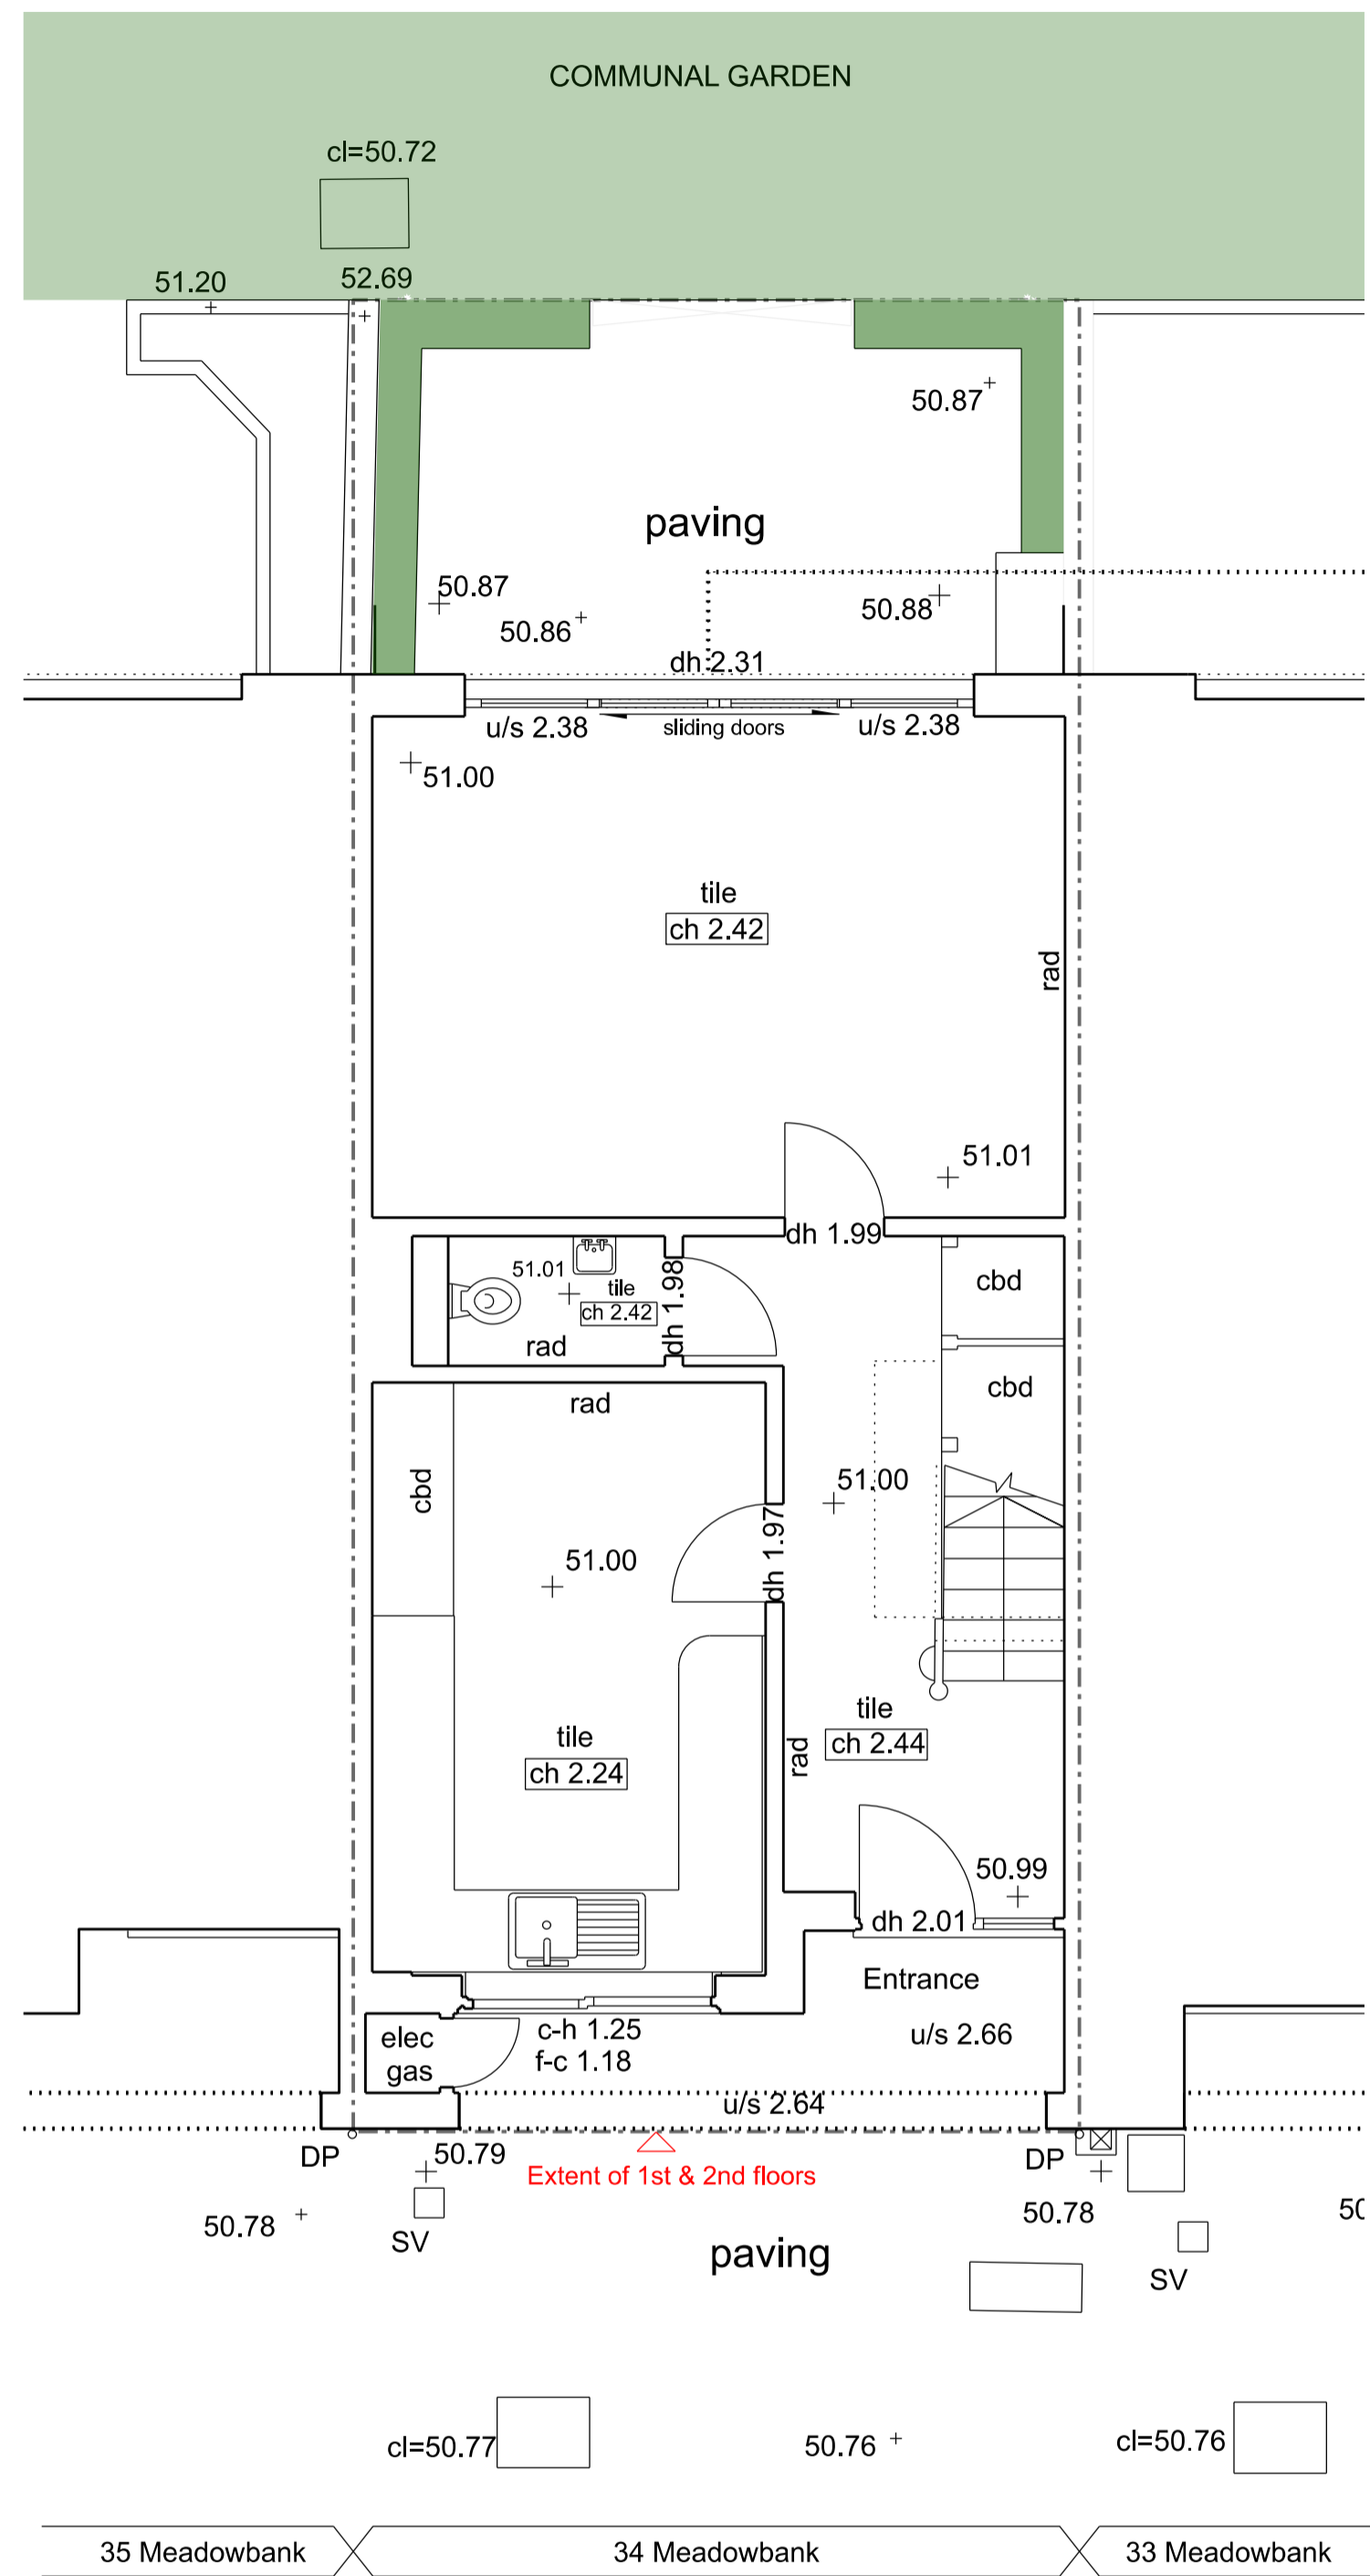 COMMUNAL GARDEN
cl=50.72
51.20
52.69
50.87
paving
50.87
50.86
50.88
dh 2.31
u/s 2.38
sliding doors
u/s 2.38
51.00
tile
ch 2.42
rad
51.01
dh 1.99
51.01
tile
ch 2.42
rad
dh 1.98
cbd
cbd
rad
cbd
51.00
51.00
dh 1.97
tile
ch 2.24
tile
ch 2.44
rad
50.99
dh 2.01
Entrance
u/s 2.66
elec
gas
c-h 1.25
f-c 1.18
u/s 2.64
DP
50.79
Extent of 1st & 2nd floors
DP
50.78
SV
50.78
paving
SV
cl=50.77
50.76
cl=50.76
35 Meadowbank
34 Meadowbank
33 Meadowbank